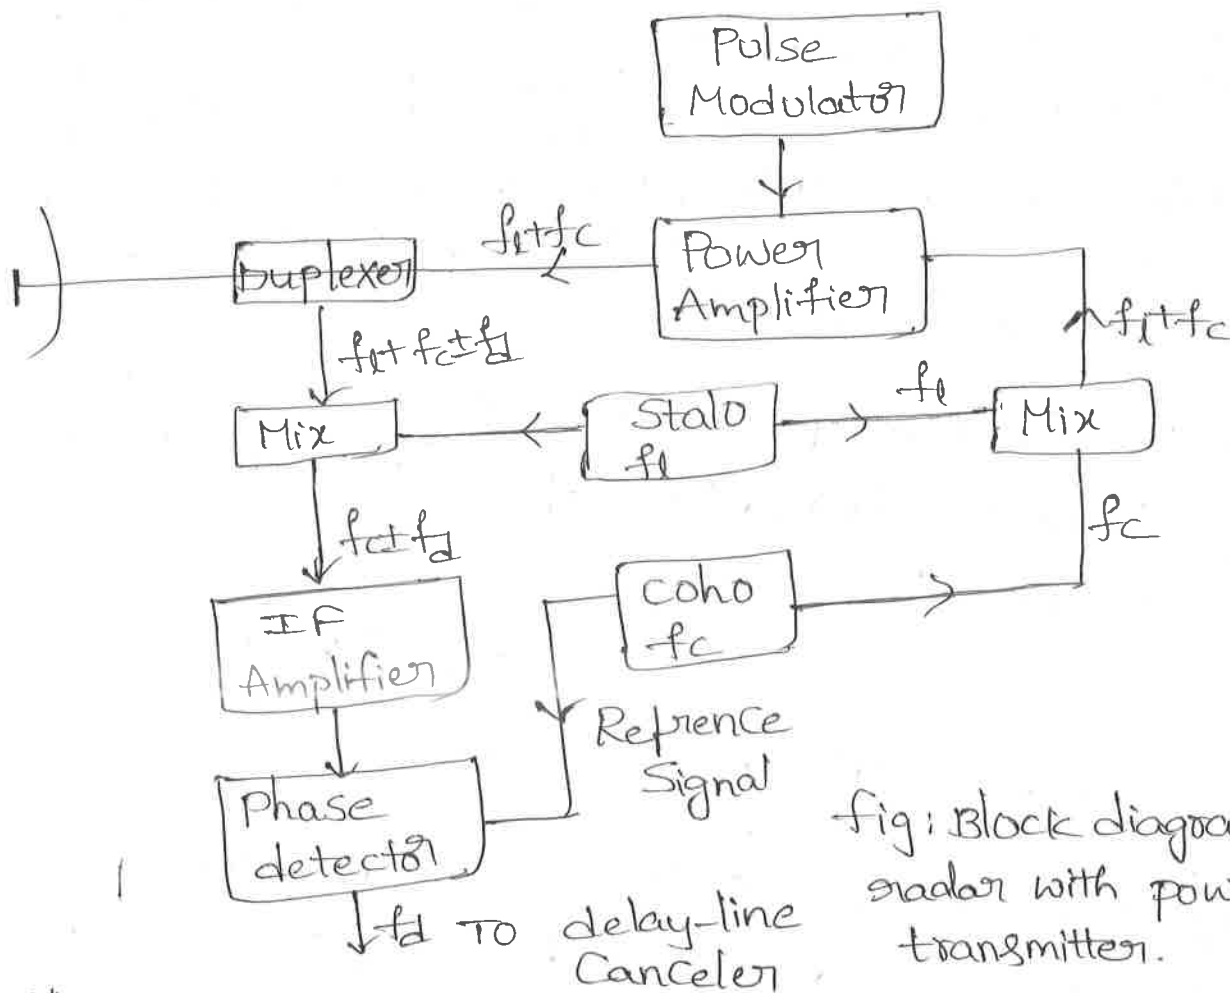 Pulse
Modulator
fl+fc
Duplexer
Power
Amplifier
fl+fc±fd
fl+fc
Mix
Stalo
fl
fl
Mix
fc±fd
fc
IF
Amplifier
Coho
fc
Refrence
Signal
Phase
detector
fd To delay-line
Canceler
fig: Block diagra
radar with pow
transmitter.